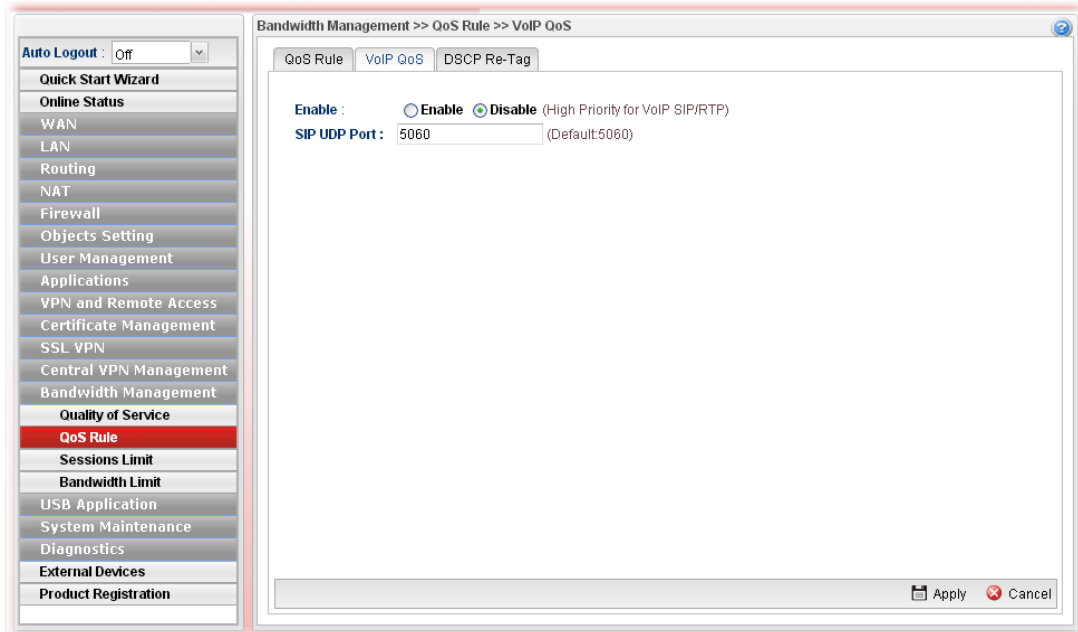 Bandwidth Management >> QoS Rule >> VoIP QoS
Auto Logout : Off
Quick Start Wizard
Online Status
WAN
LAN
Routing
NAT
Firewall
Objects Setting
User Management
Applications
VPN and Remote Access
Certificate Management
SSL VPN
Central VPN Management
Bandwidth Management
Quality of Service
QoS Rule
Sessions Limit
Bandwidth Limit
USB Application
System Maintenance
Diagnostics
External Devices
Product Registration
QoS Rule VoIP QoS DSCP Re-Tag
Enable : Enable Disable (High Priority for VoIP SIP/RTP)
SIP UDP Port : 5060 (Default:5060)
Apply Cancel